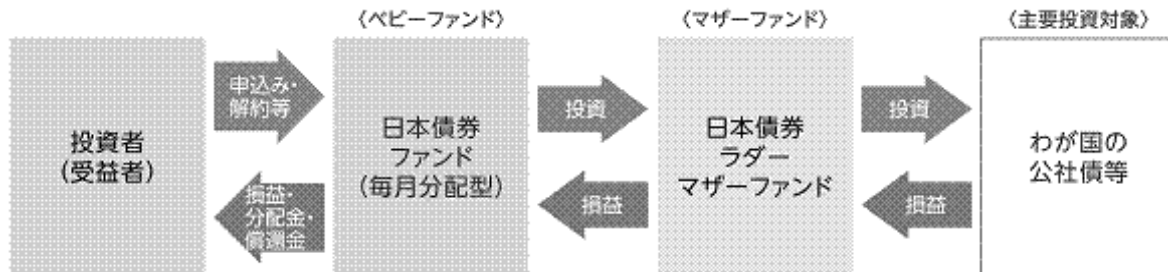 〈ベビーファンド〉
〈マザーファンド〉
〈主要投資対象〉
投資者
(受益者)
申込み・
解約等
損益・
分配金・
償還金
日本債券
ファンド
(毎月分配型)
投資
損益
日本債券
ラダー
マザーファンド
投資
損益
わが国の
公社債等